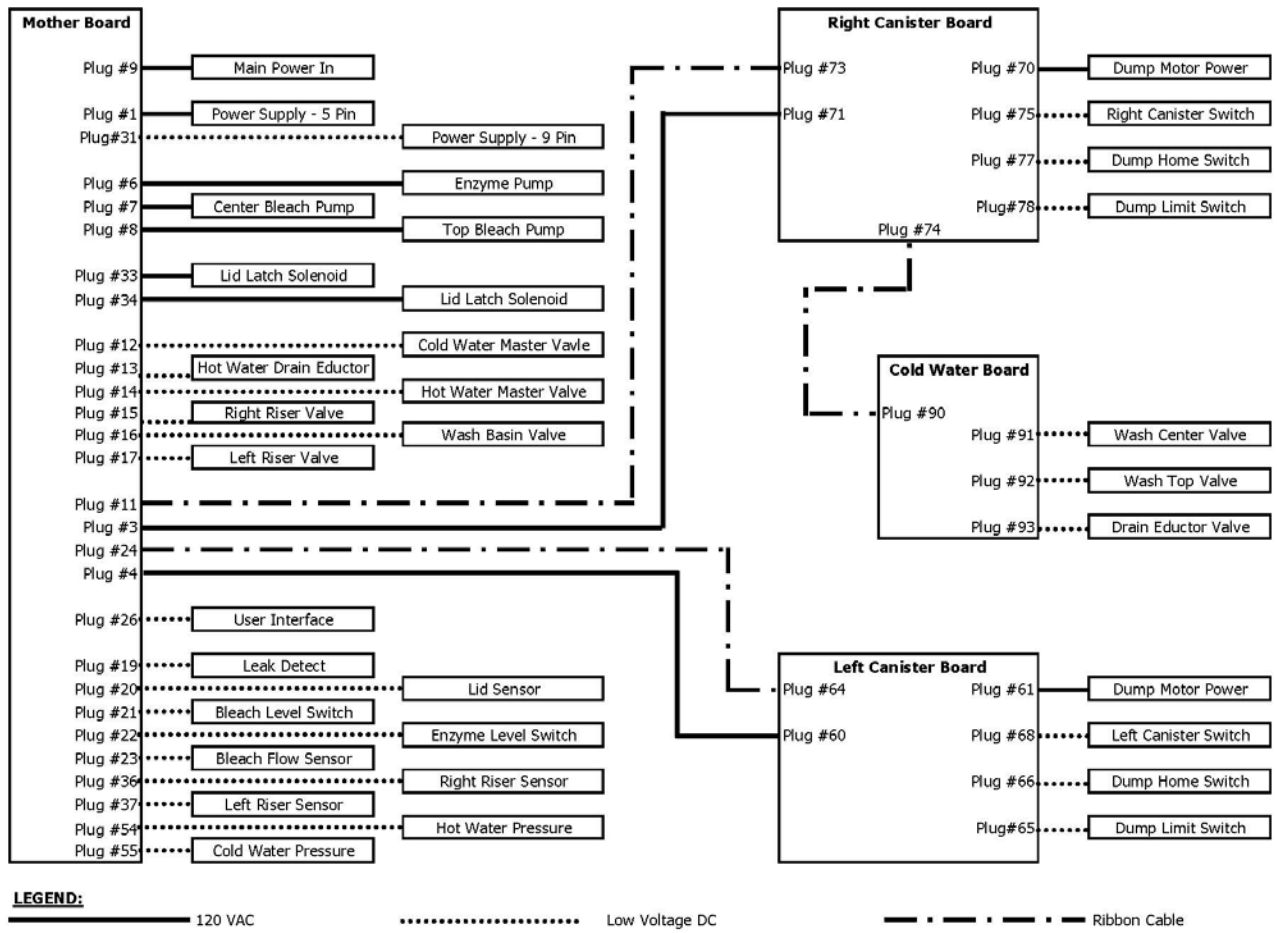 Mother Board
Plug #9 Main Power In
Plug #1 Power Supply - 5 Pin
Plug#31 Power Supply - 9 Pin
Plug #6 Enzyme Pump
Plug #7 Center Bleach Pump
Plug #8 Top Bleach Pump
Plug #33 Lid Latch Solenoid
Plug #34 Lid Latch Solenoid
Plug #12 Cold Water Master Vavle
Plug #13 Hot Water Drain Eductor
Plug #14 Hot Water Master Valve
Plug #15 Right Riser Valve
Plug #16 Wash Basin Valve
Plug #17 Left Riser Valve
Plug #11
Plug #3
Plug #24
Plug #4
Plug #26 User Interface
Plug #19 Leak Detect
Plug #20 Lid Sensor
Plug #21 Bleach Level Switch
Plug #22 Enzyme Level Switch
Plug #23 Bleach Flow Sensor
Plug #36 Right Riser Sensor
Plug #37 Left Riser Sensor
Plug #54 Hot Water Pressure
Plug #55 Cold Water Pressure
Right Canister Board
Plug #73 Plug #70 Dump Motor Power
Plug #71 Plug #75 Right Canister Switch
Plug #77 Dump Home Switch
Plug#78 Dump Limit Switch
Plug #74
Cold Water Board
Plug #90
Plug #91 Wash Center Valve
Plug #92 Wash Top Valve
Plug #93 Drain Eductor Valve
Left Canister Board
Plug #64 Plug #61 Dump Motor Power
Plug #60 Plug #68 Left Canister Switch
Plug #66 Dump Home Switch
Plug#65 Dump Limit Switch
LEGEND:
120 VAC Low Voltage DC Ribbon Cable